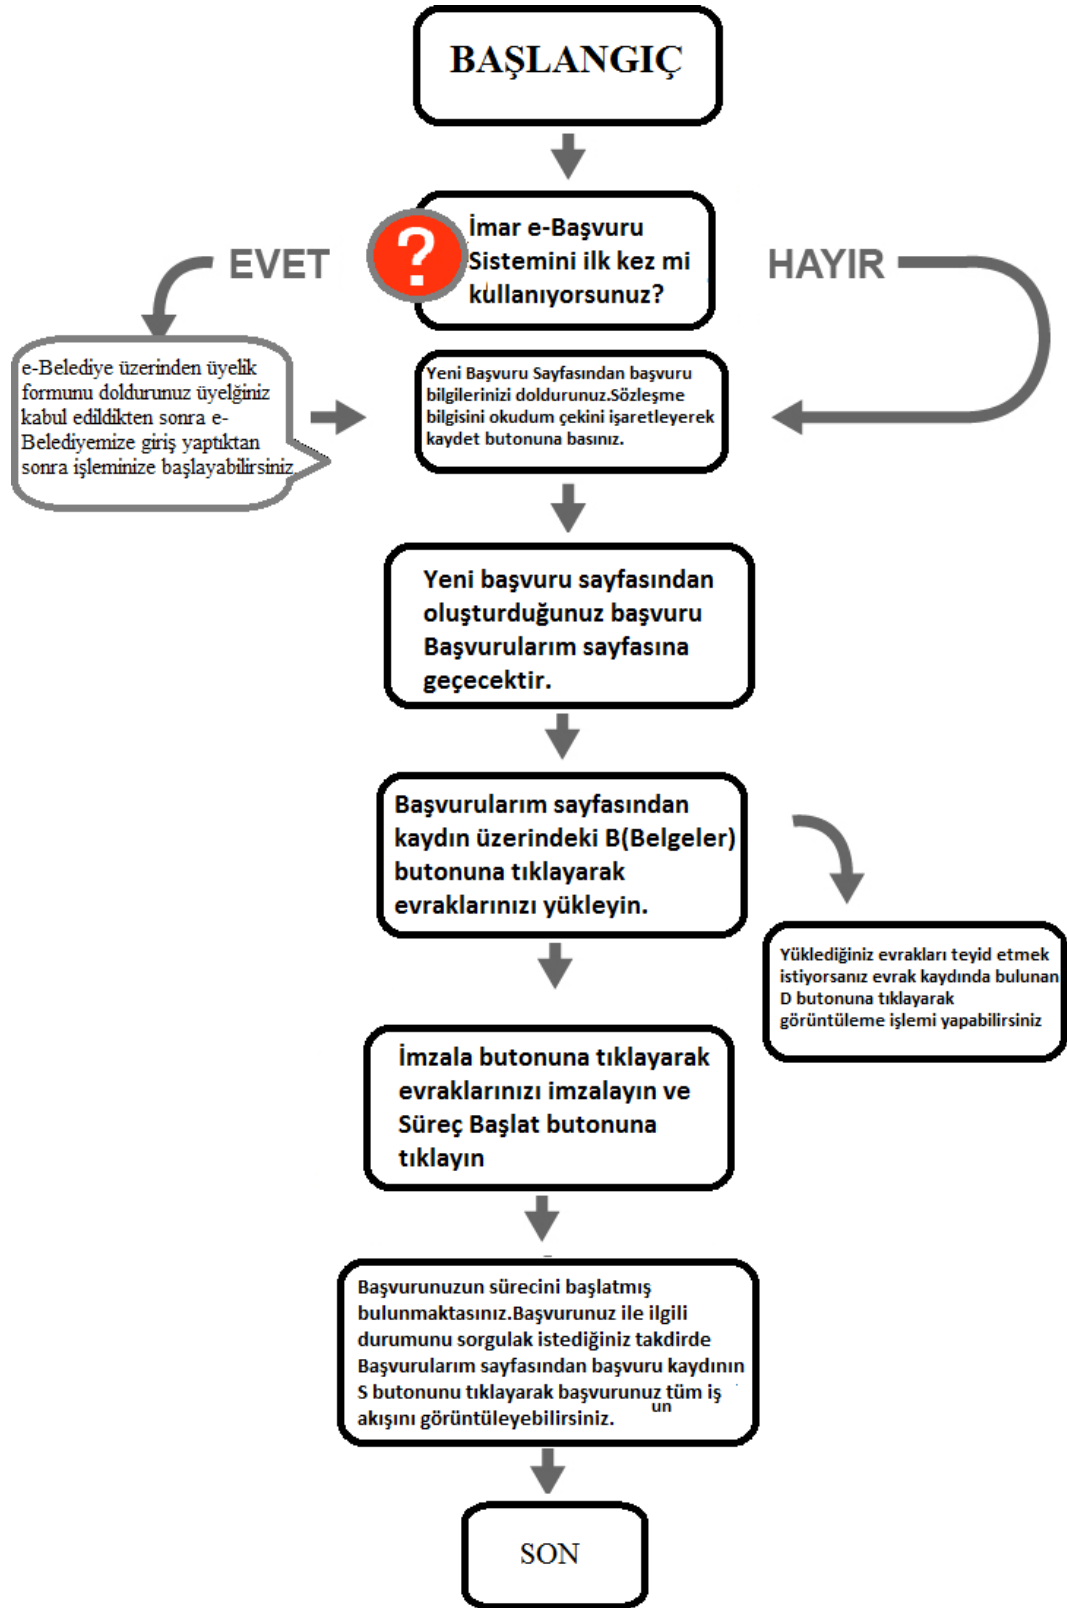 BAŞLANGIÇ
?
İmar e-Başvuru
Sistemini ilk kez mi
kullanıyorsunuz?
EVET
HAYIR
e-Belediye üzerinden üyelik
formunu doldurunuz üyelğiniz
kabul edildikten sonra e-
Belediyemize giriş yaptıktan
sonra işleminize başlayabilirsiniz.
Yeni Başvuru Sayfasından başvuru
bilgilerinizi doldurunuz.Sözleşme
bilgisini okudum çekini işaretleyerek
kaydet butonuna basınız.
Yeni başvuru sayfasından
oluşturduğunuz başvuru
Başvurularım sayfasına
geçecektir.
Başvurularım sayfasından
kaydın üzerindeki B(Belgeler)
butonuna tıklayarak
evraklarınızı yükleyin.
Yüklediğiniz evrakları teyid etmek
istiyorsanız evrak kaydında bulunan
D butonuna tıklayarak
görüntüleme işlemi yapabilirsiniz
İmzala butonuna tıklayarak
evraklarınızı imzalayın ve
Süreç Başlat butonuna
tıklayın
Başvurunuzun sürecini başlatmış
bulunmaktasınız.Başvurunuz ile ilgili
durumunu sorgulak istediğiniz takdirde
Başvurularım sayfasından başvuru kaydının
S butonunu tıklayarak başvurunuz tüm iş
un
akışını görüntüleyebilirsiniz.
SON